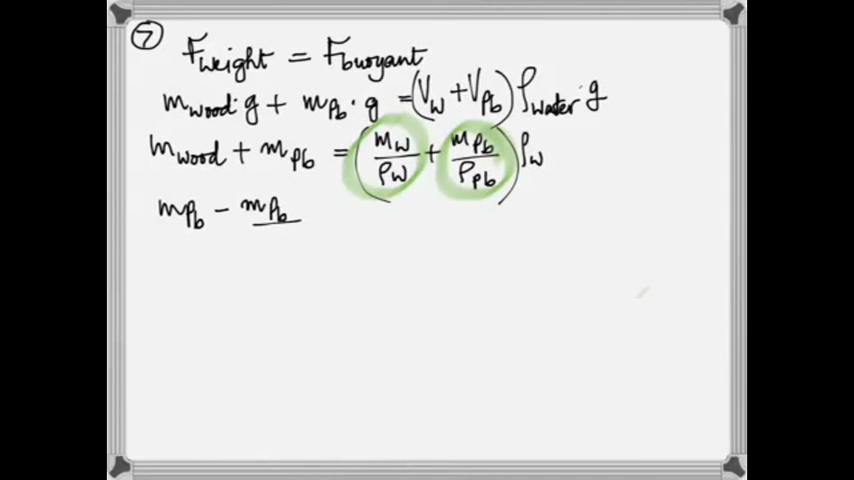 ⑦ F_weight = F_buoyant
m_wood·g + m_Pb·g = (V_w + V_Pb) ρ_water·g
m_wood + m_Pb = (m_w/ρ_w + m_Pb/ρ_Pb) ρ_w
m_Pb - m_Pb